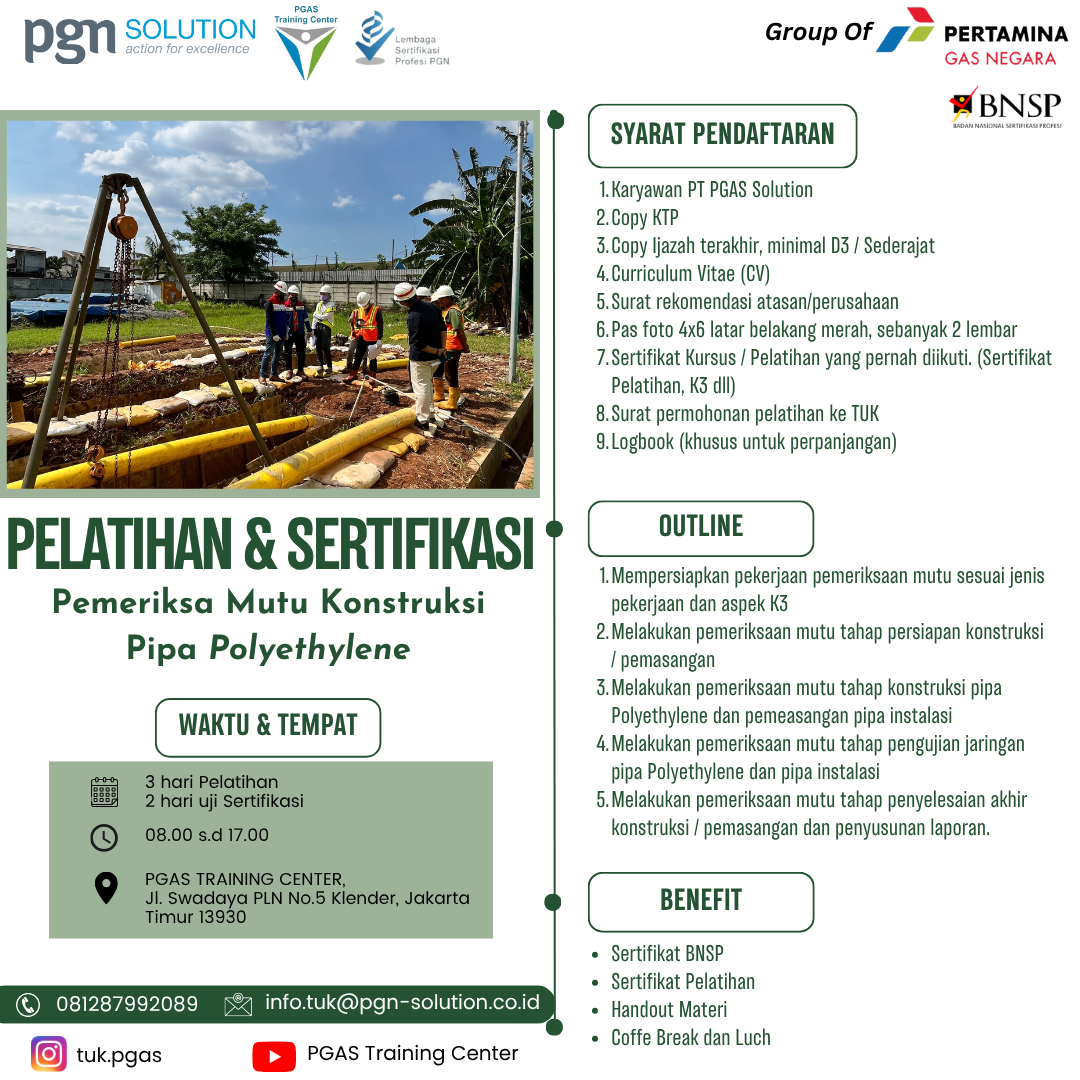 pgn SOLUTION
action for excellence
PGAS
Training Center
Lembaga
Sertifikasi
Profesi PGN
Group Of PERTAMINA
GAS NEGARA
BNSP
BADAN NASIONAL SERTIFIKASI PROFESI
PELATIHAN & SERTIFIKASI
Pemeriksa Mutu Konstruksi
Pipa Polyethylene
WAKTU & TEMPAT
3 hari Pelatihan
2 hari uji Sertifikasi
08.00 s.d 17.00
PGAS TRAINING CENTER,
Jl. Swadaya PLN No.5 Klender, Jakarta
Timur 13930
081287992089 info.tuk@pgn-solution.co.id
tuk.pgas PGAS Training Center
SYARAT PENDAFTARAN
1. Karyawan PT PGAS Solution
2. Copy KTP
3. Copy Ijazah terakhir, minimal D3 / Sederajat
4. Curriculum Vitae (CV)
5. Surat rekomendasi atasan/perusahaan
6. Pas foto 4x6 latar belakang merah, sebanyak 2 lembar
7. Sertifikat Kursus / Pelatihan yang pernah diikuti. (Sertifikat
Pelatihan, K3 dll)
8. Surat permohonan pelatihan ke TUK
9. Logbook (khusus untuk perpanjangan)
OUTLINE
1. Mempersiapkan pekerjaan pemeriksaan mutu sesuai jenis
pekerjaan dan aspek K3
2. Melakukan pemeriksaan mutu tahap persiapan konstruksi
/ pemasangan
3. Melakukan pemeriksaan mutu tahap konstruksi pipa
Polyethylene dan pemeasangan pipa instalasi
4. Melakukan pemeriksaan mutu tahap pengujian jaringan
pipa Polyethylene dan pipa instalasi
5. Melakukan pemeriksaan mutu tahap penyelesaian akhir
konstruksi / pemasangan dan penyusunan laporan.
BENEFIT
• Sertifikat BNSP
• Sertifikat Pelatihan
• Handout Materi
• Coffe Break dan Luch